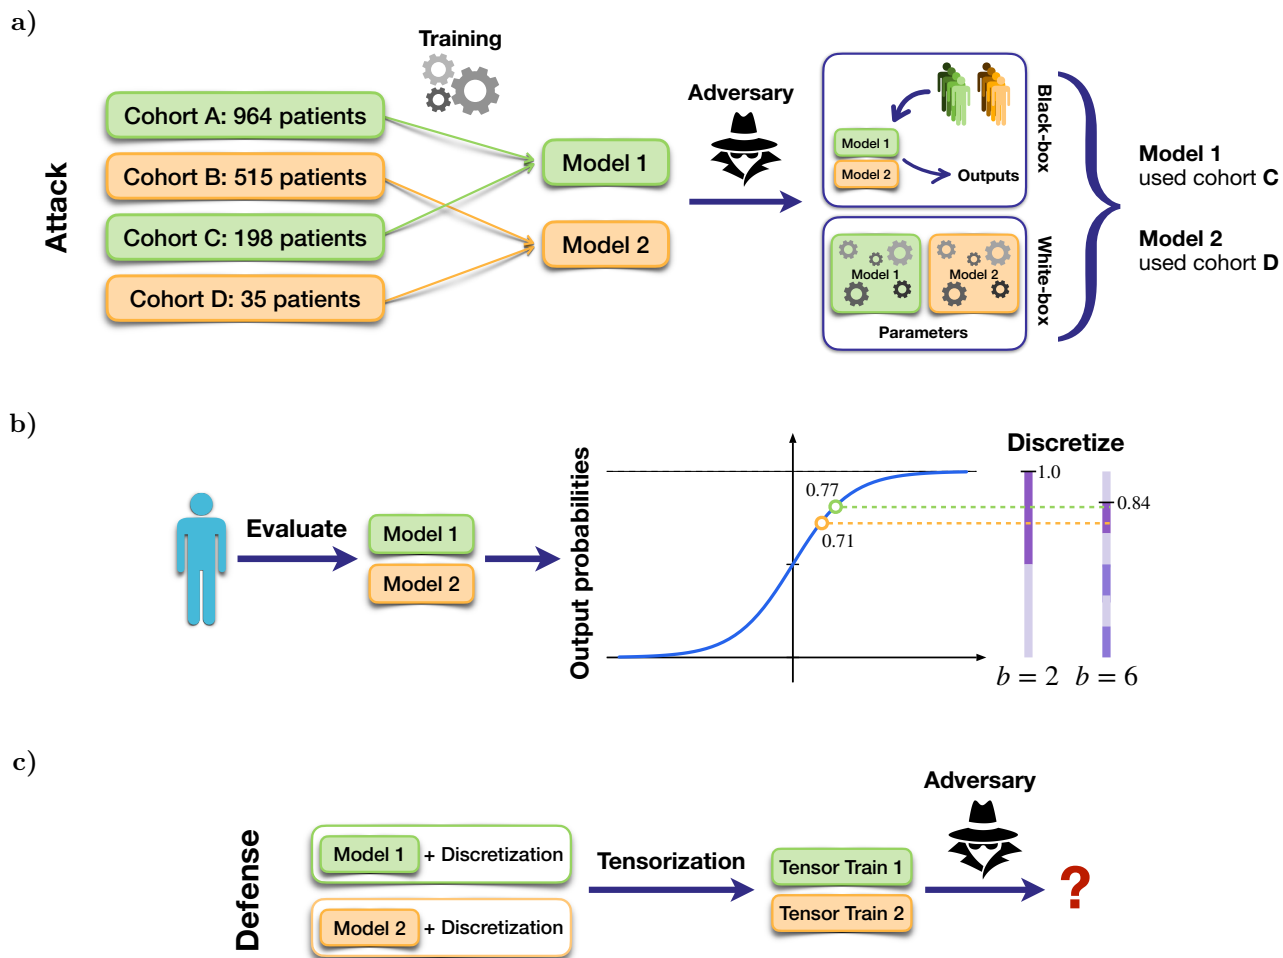 a)
Attack
Training
Cohort A: 964 patients
Cohort B: 515 patients
Cohort C: 198 patients
Cohort D: 35 patients
Model 1
Model 2
Adversary
Model 1
Model 2
Outputs
Black-box
Model 1
Model 2
Parameters
White-box
Model 1
used cohort C
Model 2
used cohort D
b)
Evaluate
Model 1
Model 2
Output probabilities
0.77
0.71
Discretize
1.0
0.84
b = 2
b = 6
c)
Defense
Model 1 + Discretization
Model 2 + Discretization
Tensorization
Tensor Train 1
Tensor Train 2
Adversary
?